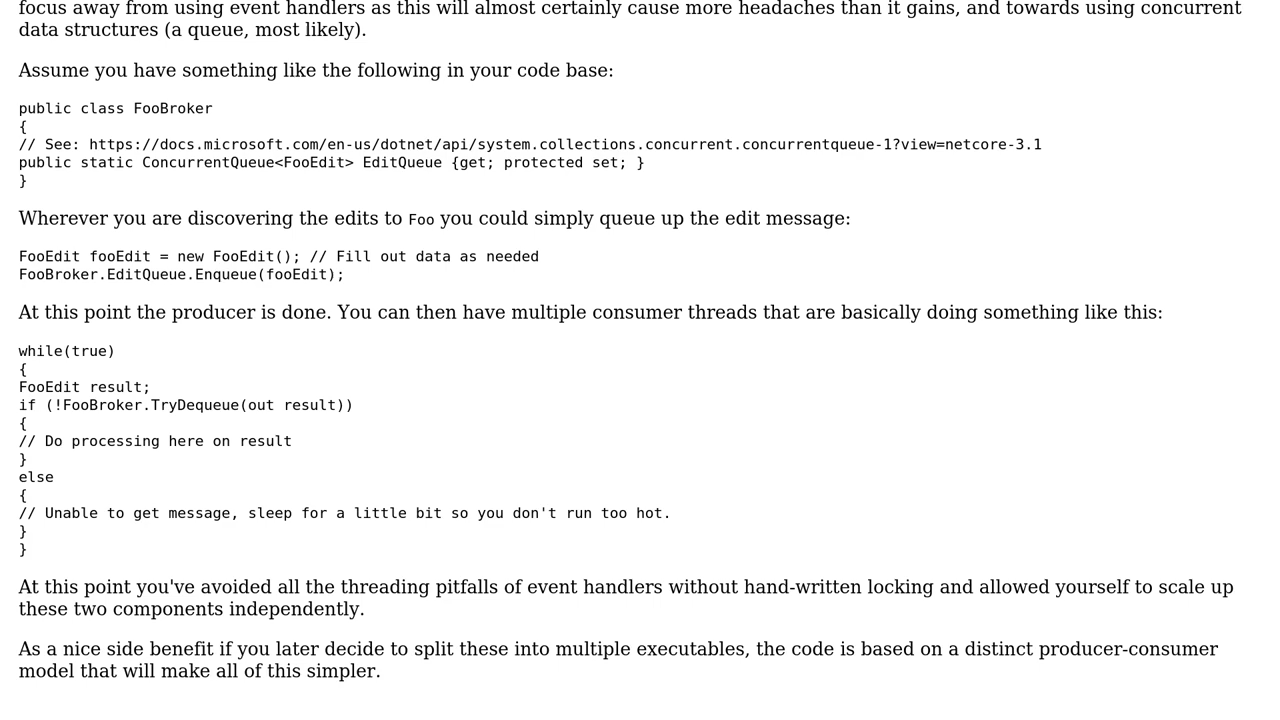 focus away from using event handlers as this will almost certainly cause more headaches than it gains, and towards using concurrent
data structures (a queue, most likely).
Assume you have something like the following in your code base:
public class FooBroker
{
// See: https://docs.microsoft.com/en-us/dotnet/api/system.collections.concurrent.concurrentqueue-1?view=netcore-3.1
public static ConcurrentQueue<FooEdit> EditQueue {get; protected set; }
}
Wherever you are discovering the edits to Foo you could simply queue up the edit message:
FooEdit fooEdit = new FooEdit(); // Fill out data as needed
FooBroker.EditQueue.Enqueue(fooEdit);
At this point the producer is done. You can then have multiple consumer threads that are basically doing something like this:
while(true)
{
FooEdit result;
if (!FooBroker.TryDequeue(out result))
{
// Do processing here on result
}
else
{
// Unable to get message, sleep for a little bit so you don't run too hot.
}
}
At this point you've avoided all the threading pitfalls of event handlers without hand-written locking and allowed yourself to scale up
these two components independently.
As a nice side benefit if you later decide to split these into multiple executables, the code is based on a distinct producer-consumer
model that will make all of this simpler.